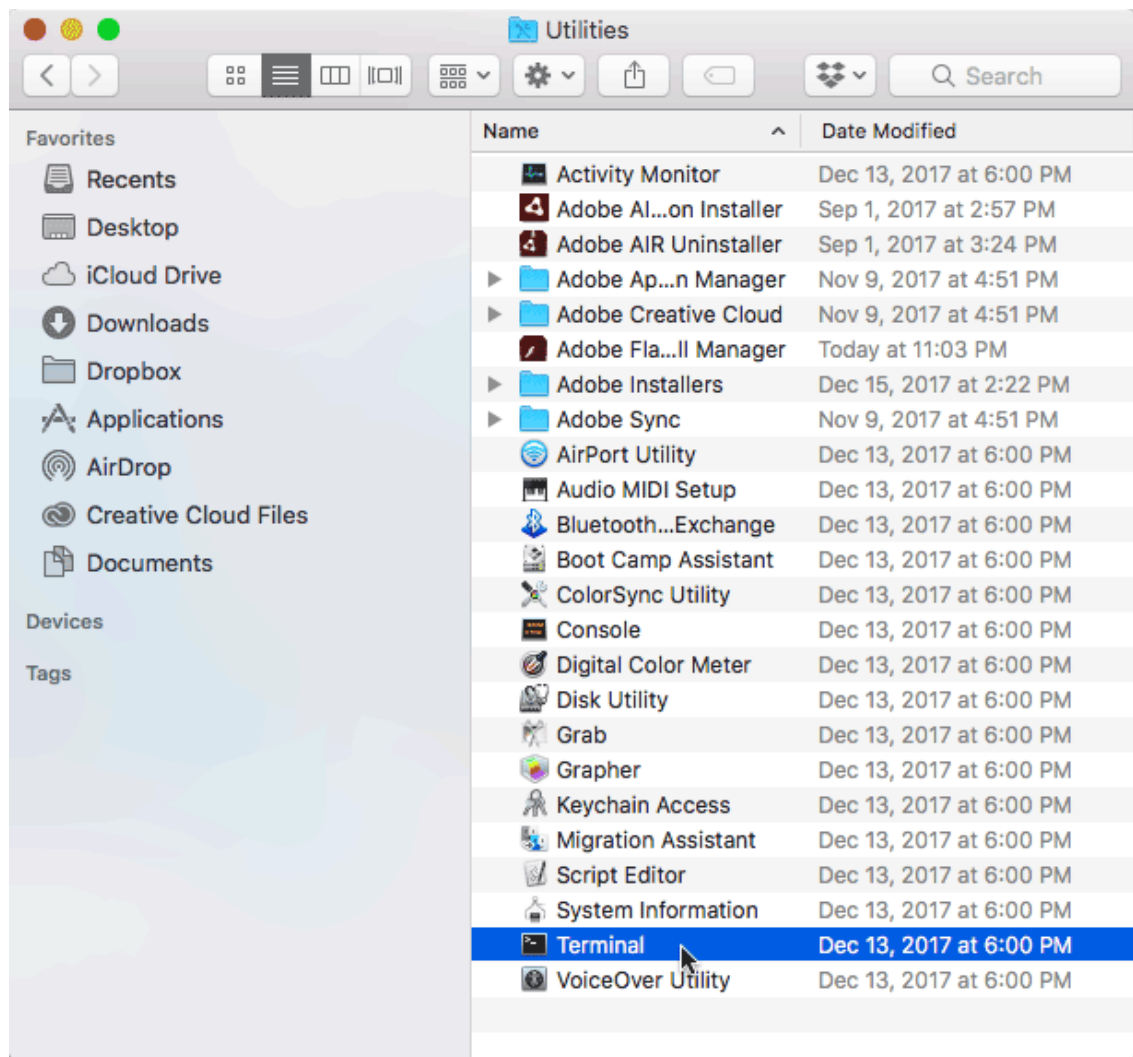 Utilities
Search
Favorites
Recents
Desktop
iCloud Drive
Downloads
Dropbox
Applications
AirDrop
Creative Cloud Files
Documents
Devices
Tags
Name Date Modified
Activity Monitor Dec 13, 2017 at 6:00 PM
Adobe AI...on Installer Sep 1, 2017 at 2:57 PM
Adobe AIR Uninstaller Sep 1, 2017 at 3:24 PM
Adobe Ap...n Manager Nov 9, 2017 at 4:51 PM
Adobe Creative Cloud Nov 9, 2017 at 4:51 PM
Adobe Fla...ll Manager Today at 11:03 PM
Adobe Installers Dec 15, 2017 at 2:22 PM
Adobe Sync Nov 9, 2017 at 4:51 PM
AirPort Utility Dec 13, 2017 at 6:00 PM
Audio MIDI Setup Dec 13, 2017 at 6:00 PM
Bluetooth...Exchange Dec 13, 2017 at 6:00 PM
Boot Camp Assistant Dec 13, 2017 at 6:00 PM
ColorSync Utility Dec 13, 2017 at 6:00 PM
Console Dec 13, 2017 at 6:00 PM
Digital Color Meter Dec 13, 2017 at 6:00 PM
Disk Utility Dec 13, 2017 at 6:00 PM
Grab Dec 13, 2017 at 6:00 PM
Grapher Dec 13, 2017 at 6:00 PM
Keychain Access Dec 13, 2017 at 6:00 PM
Migration Assistant Dec 13, 2017 at 6:00 PM
Script Editor Dec 13, 2017 at 6:00 PM
System Information Dec 13, 2017 at 6:00 PM
Terminal Dec 13, 2017 at 6:00 PM
VoiceOver Utility Dec 13, 2017 at 6:00 PM